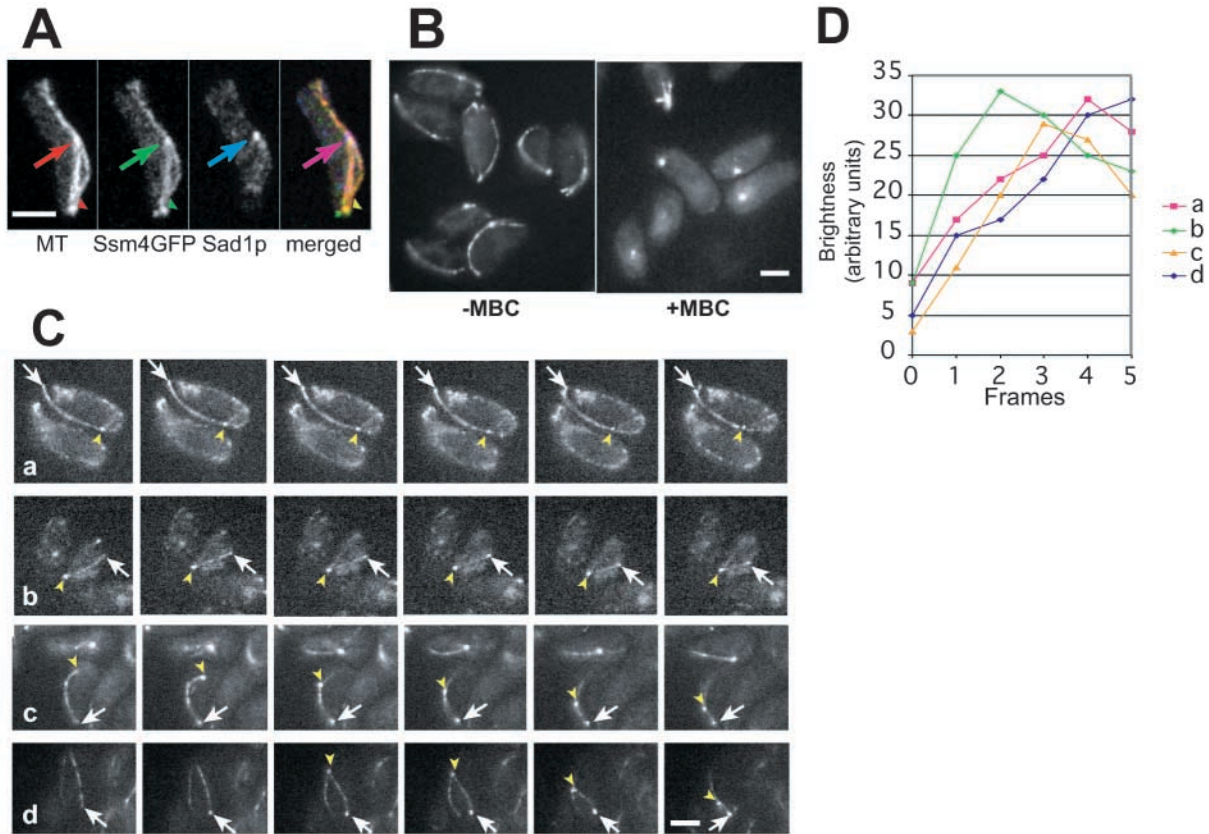 A
MT Ssm4GFP Sad1p merged
B
-MBC +MBC
C
a
b
c
d
D
Brightness
(arbitrary units)
35
30
25
20
15
10
5
0
0 1 2 3 4 5
Frames
a
b
c
d